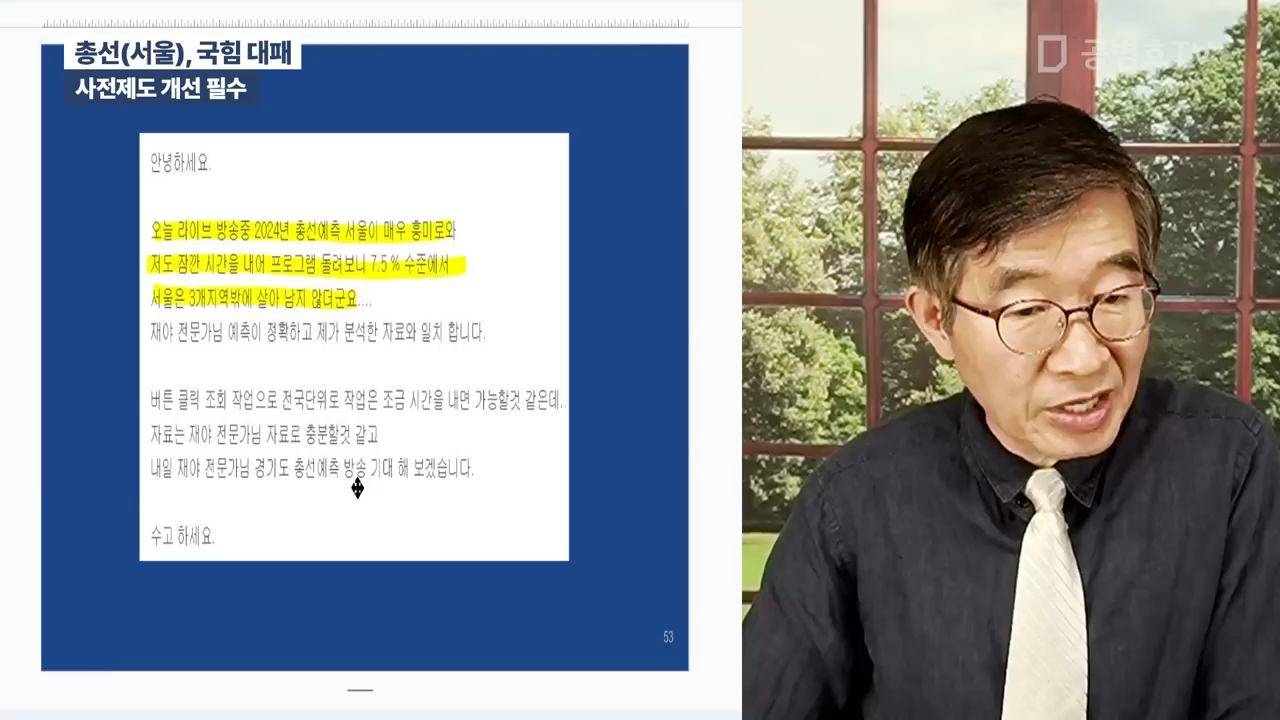 총선(서울), 국힘 대패
사전제도 개선 필수
공병호TV
안녕하세요.
오늘 라이브 방송중 2024년 총선예측 서울이 매우 흥미로와
저도 잠깐 시간을 내어 프로그램 돌려보니 7.5 % 수준에서
서울은 3개지역밖에 살아 남지 않더군요....
재야 전문가님 예측이 정확하고 제가 분석한 자료와 일치 합니다.
버튼 클릭 조회 작업으로 전국단위로 작업은 조금 시간을 내면 가능할것 같은데..
자료는 재야 전문가님 자료로 충분할것 같고
내일 재야 전문가님 경기도 총선예측 방송 기대 해 보겠습니다.
수고 하세요.
53